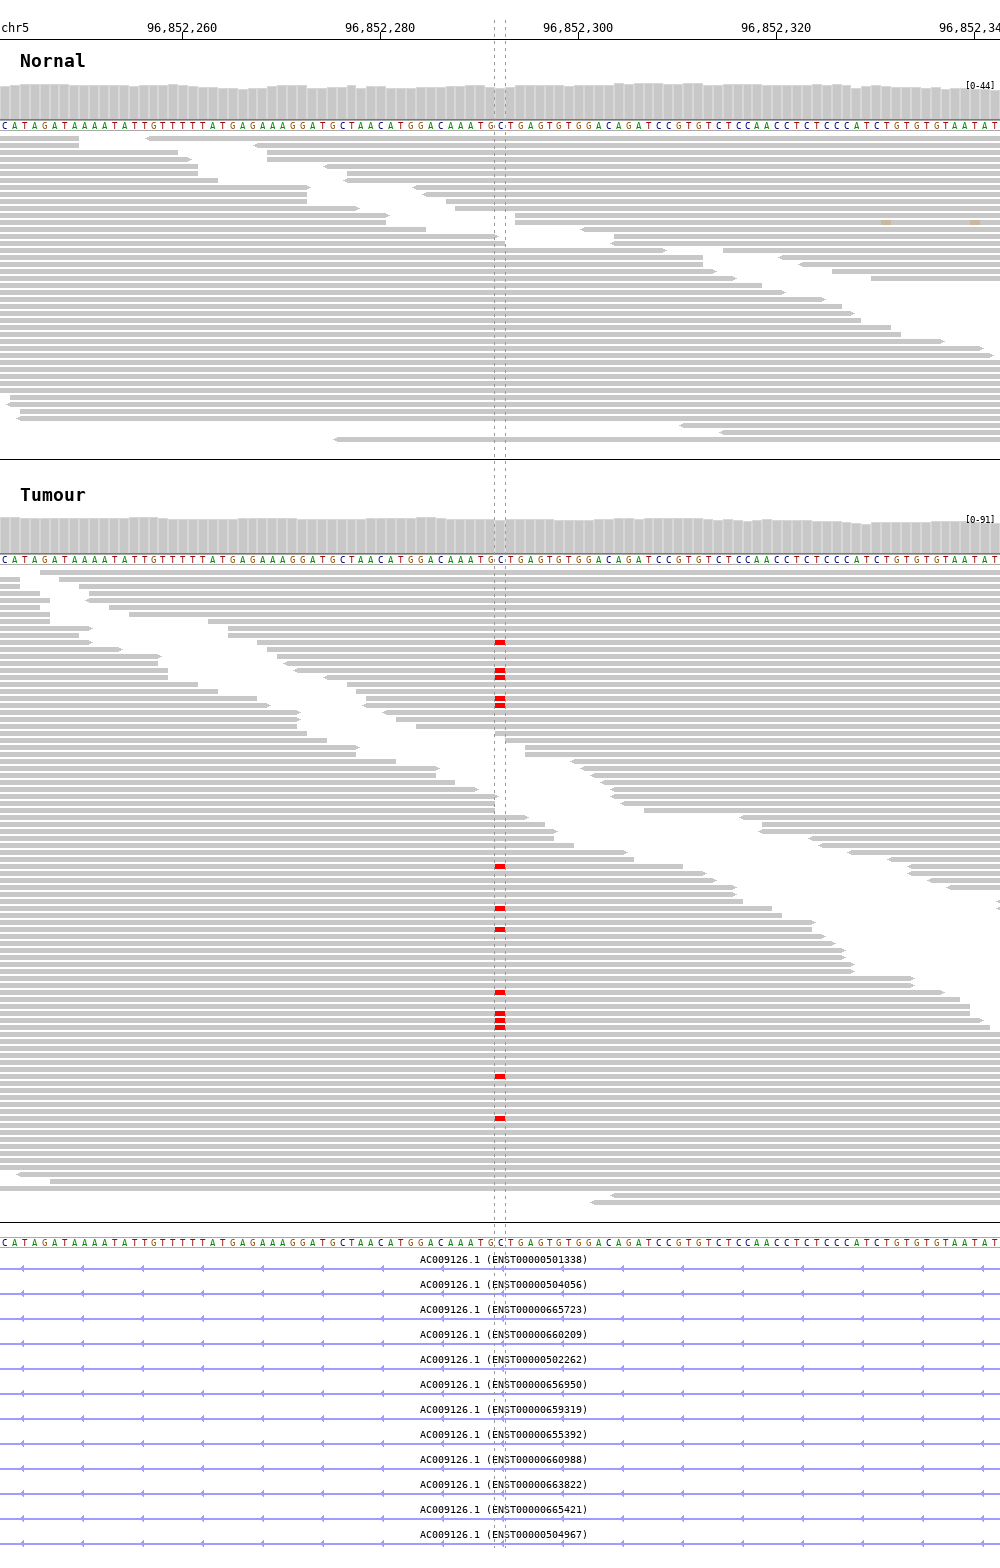 chr5 96,852,260 96,852,280 96,852,300 96,852,320 96,852,34
Nornal
[0-44]
CATAGATAAAATATTGTTTTTATGAGAAAGGATGCTAACATGGACAAATGCTGAGTGTGGACAGATCCGTGTCTCCAACCTCTCCCATCTGTGTGTAATAT
Tumour
[0-91]
CATAGATAAAATATTGTTTTTATGAGAAAGGATGCTAACATGGACAAATGCTGAGTGTGGACAGATCCGTGTCTCCAACCTCTCCCATCTGTGTGTAATAT
CATAGATAAAATATTGTTTTTATGAGAAAGGATGCTAACATGGACAAATGCTGAGTGTGGACAGATCCGTGTCTCCAACCTCTCCCATCTGTGTGTAATAT
AC009126.1 (ENST00000501338)
AC009126.1 (ENST00000504056)
AC009126.1 (ENST00000665723)
AC009126.1 (ENST00000660209)
AC009126.1 (ENST00000502262)
AC009126.1 (ENST00000656950)
AC009126.1 (ENST00000659319)
AC009126.1 (ENST00000655392)
AC009126.1 (ENST00000660988)
AC009126.1 (ENST00000663822)
AC009126.1 (ENST00000665421)
AC009126.1 (ENST00000504967)